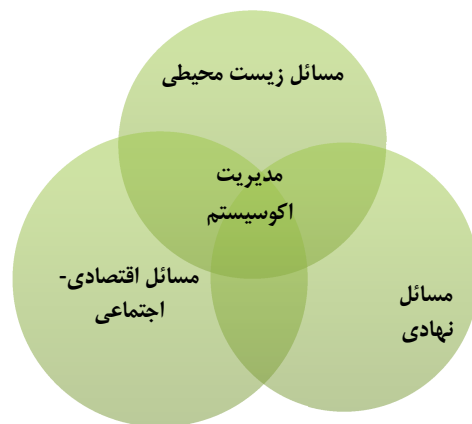 مسائل زیست محیطی
مدیریت
اکوسیستم
مسائل اقتصادی-
اجتماعی
مسائل
نهادی